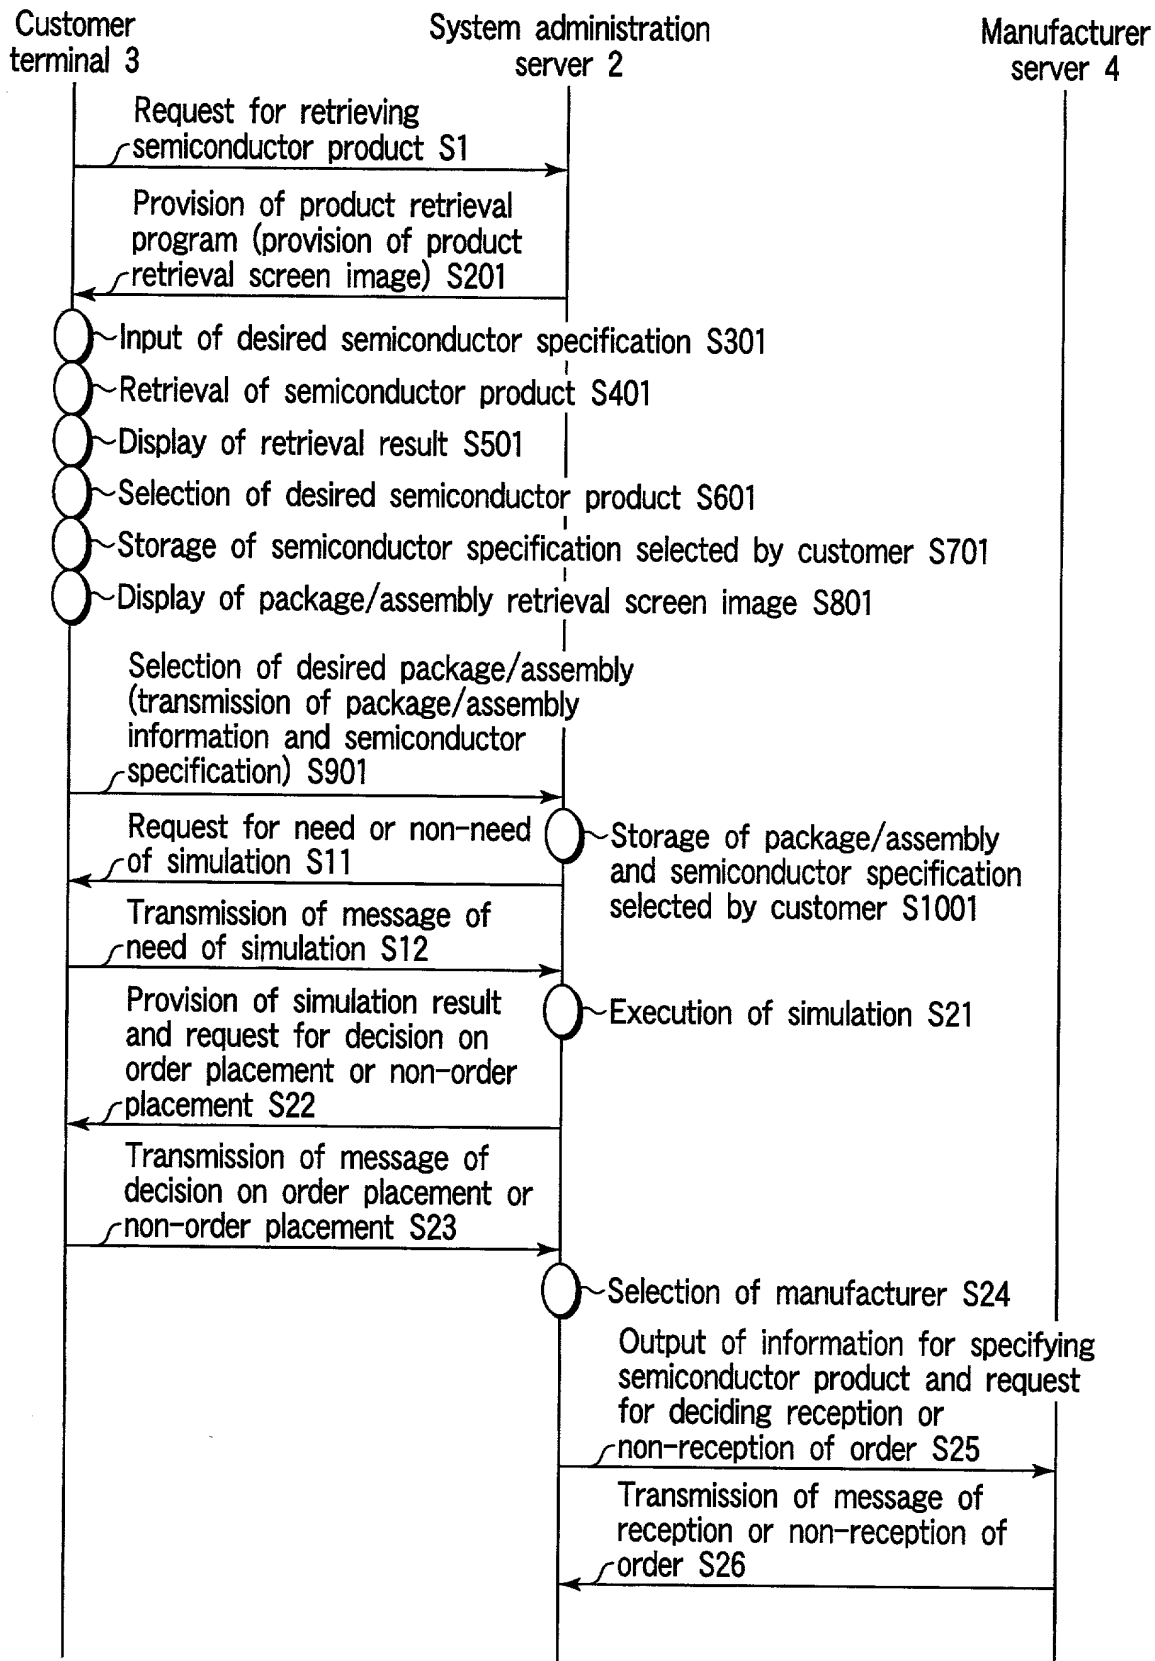 Customer
terminal 3
System administration
server 2
Manufacturer
server 4
Request for retrieving
semiconductor product S1
Provision of product retrieval
program (provision of product
retrieval screen image) S201
Input of desired semiconductor specification S301
Retrieval of semiconductor product S401
Display of retrieval result S501
Selection of desired semiconductor product S601
Storage of semiconductor specification selected by customer S701
Display of package/assembly retrieval screen image S801
Selection of desired package/assembly
(transmission of package/assembly
information and semiconductor
specification) S901
Request for need or non-need
of simulation S11
Storage of package/assembly
and semiconductor specification
selected by customer S1001
Transmission of message of
need of simulation S12
Provision of simulation result
and request for decision on
order placement or non-order
placement S22
Execution of simulation S21
Transmission of message of
decision on order placement or
non-order placement S23
Selection of manufacturer S24
Output of information for specifying
semiconductor product and request
for deciding reception or
non-reception of order S25
Transmission of message of
reception or non-reception of
order S26